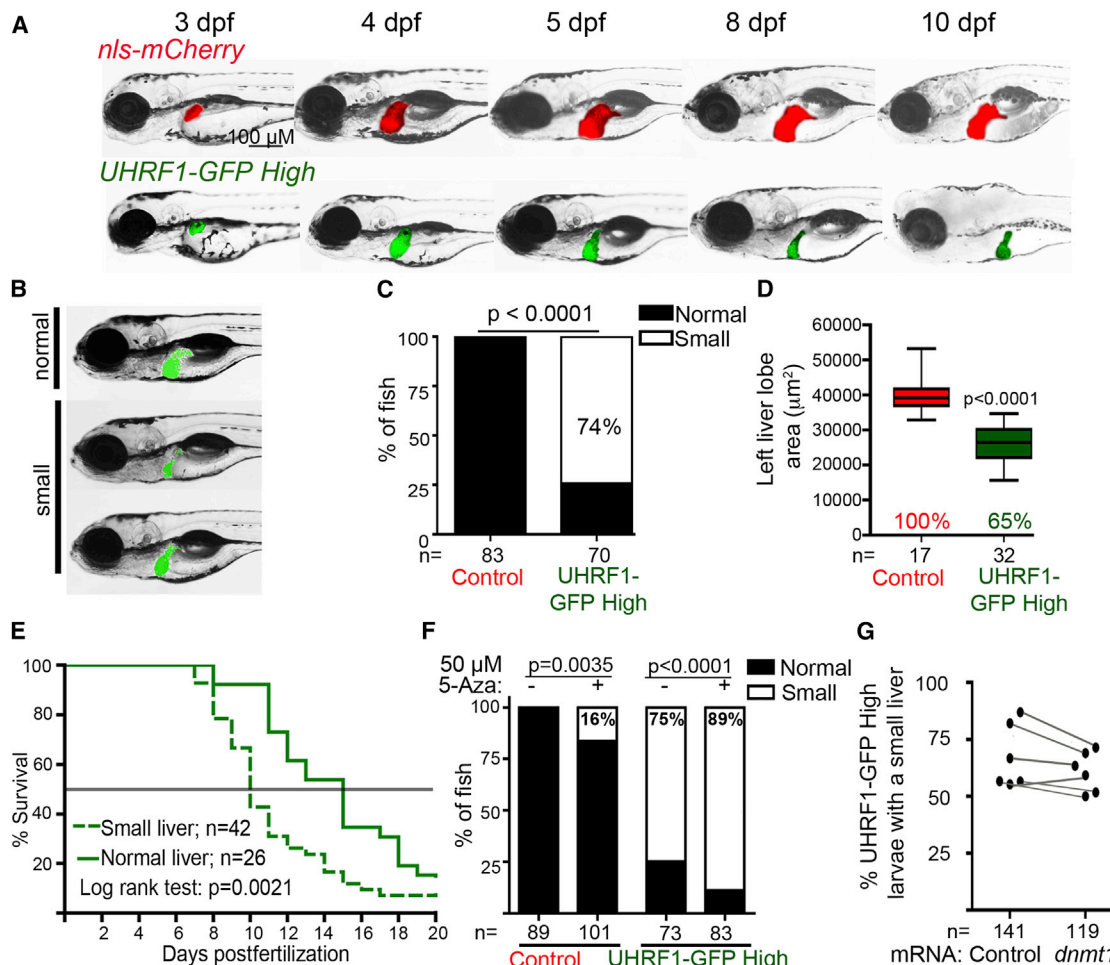 A
3 dpf 4 dpf 5 dpf 8 dpf 10 dpf
nls-mCherry
100 µM
UHRF1-GFP High
B
normal
small
C
p < 0.0001
Normal
Small
% of fish
100
75
50
25
0
74%
n= 83 70
Control UHRF1-
GFP High
D
Left liver lobe
area (µm²)
60000
50000
40000
30000
20000
10000
0
p<0.0001
100% 65%
n= 17 32
Control UHRF1-
GFP High
E
% Survival
100
80
60
40
20
Small liver; n=42
Normal liver; n=26
Log rank test: p=0.0021
2 4 6 8 10 12 14 16 18 20
Days postfertilization
F
50 µM p=0.0035 p<0.0001
5-Aza: - + - +
Normal
Small
% of fish
100
75
50
25
16% 75% 89%
n= 89 101 73 83
Control UHRF1-GFP High
G
% UHRF1-GFP High
larvae with a small liver
100
75
50
25
n= 141 119
mRNA: Control dnmt1